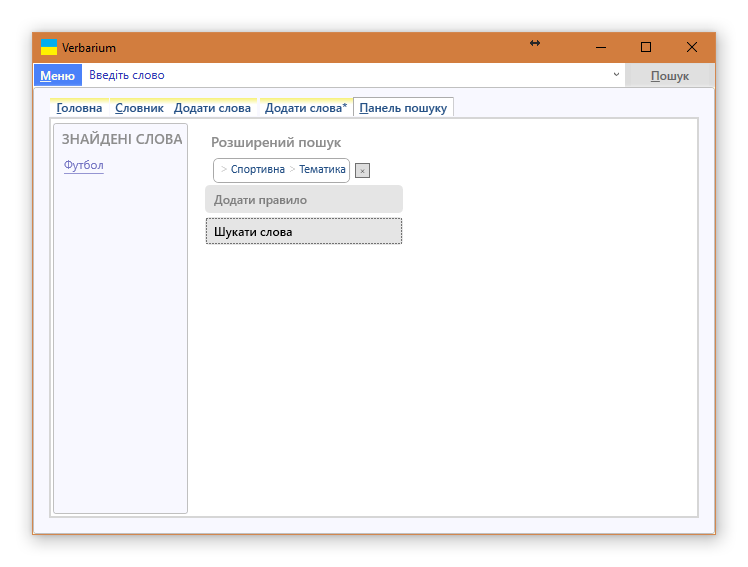 Verbarium
Меню Введіть слово Пошук
Головна Словник Додати слова Додати слова* Панель пошуку
ЗНАЙДЕНІ СЛОВА
Футбол
Розширений пошук
> Спортивна > Тематика ×
Додати правило
Шукати слова